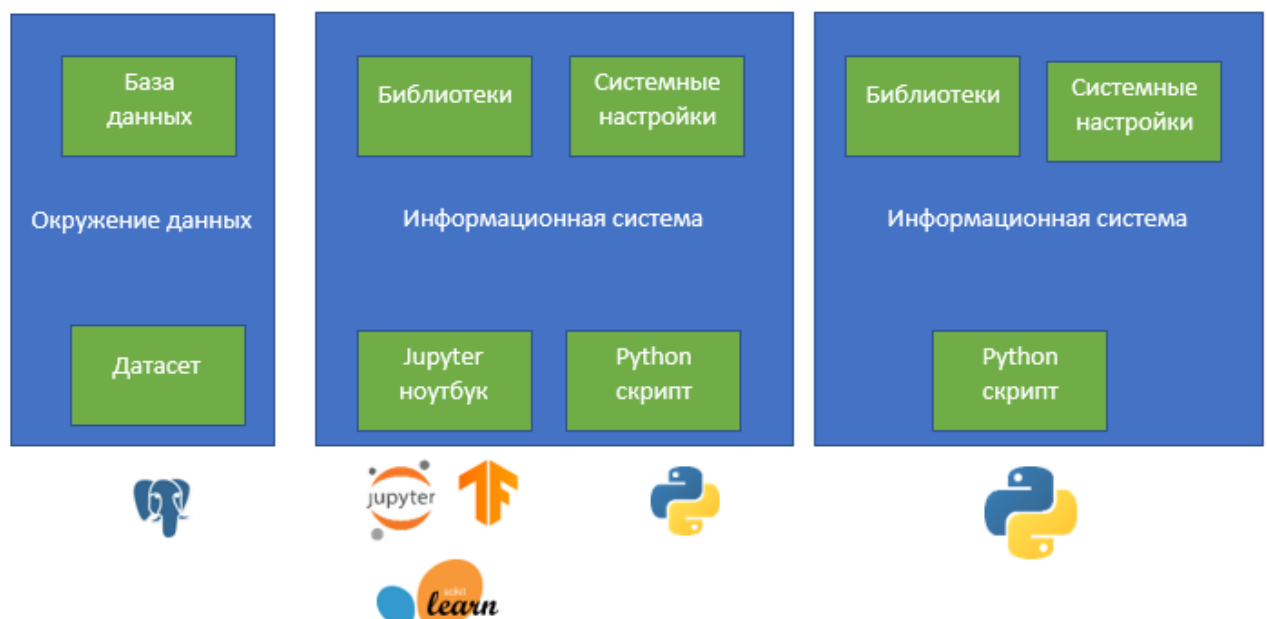 База
данных
Окружение данных
Датасет
Библиотеки
Системные
настройки
Информационная система
Jupyter
ноутбук
Python
скрипт
Библиотеки
Системные
настройки
Информационная система
Python
скрипт
jupyter
scikit
learn